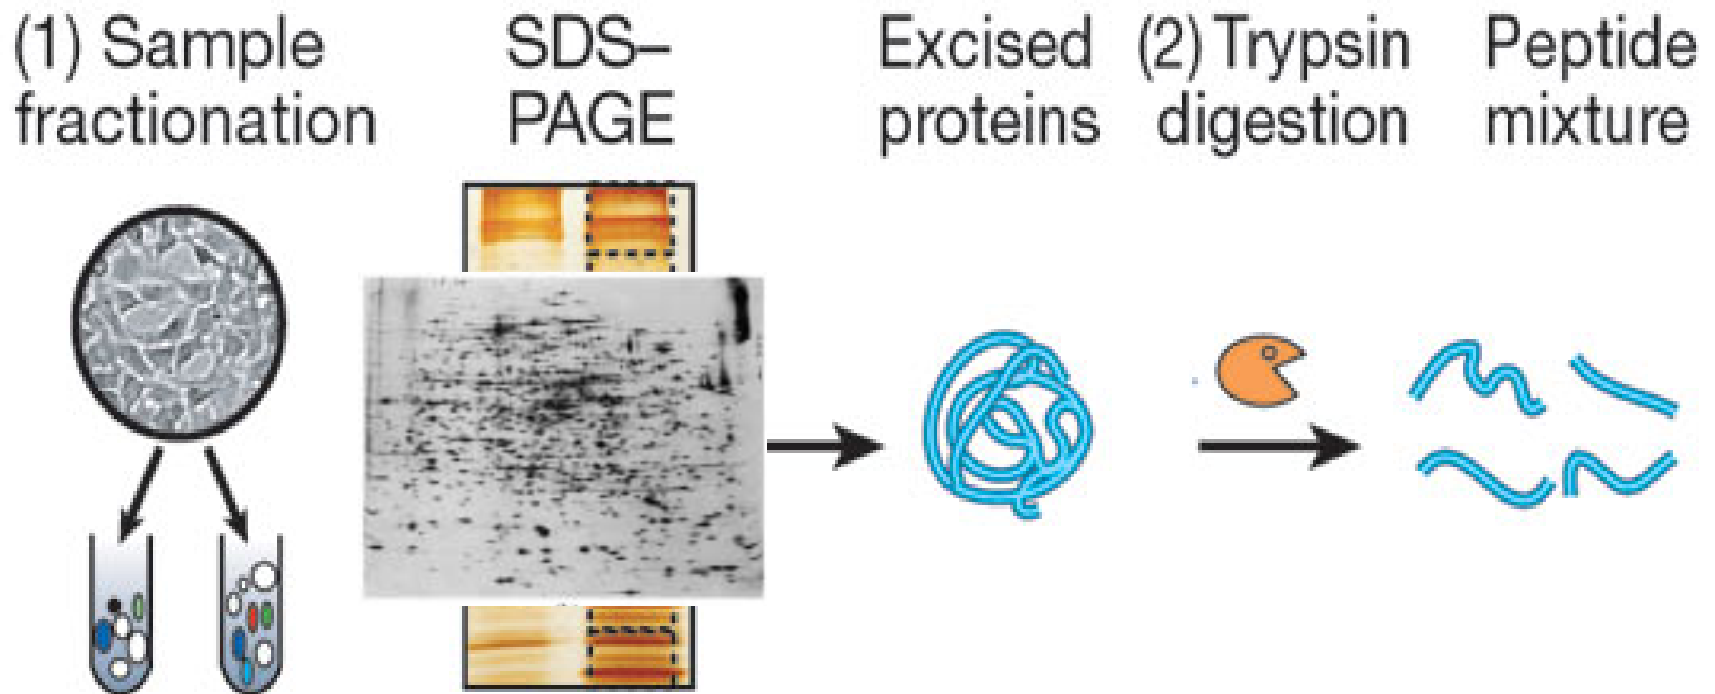 (1) Sample
fractionation
SDS–
PAGE
Excised
proteins
(2) Trypsin
digestion
Peptide
mixture